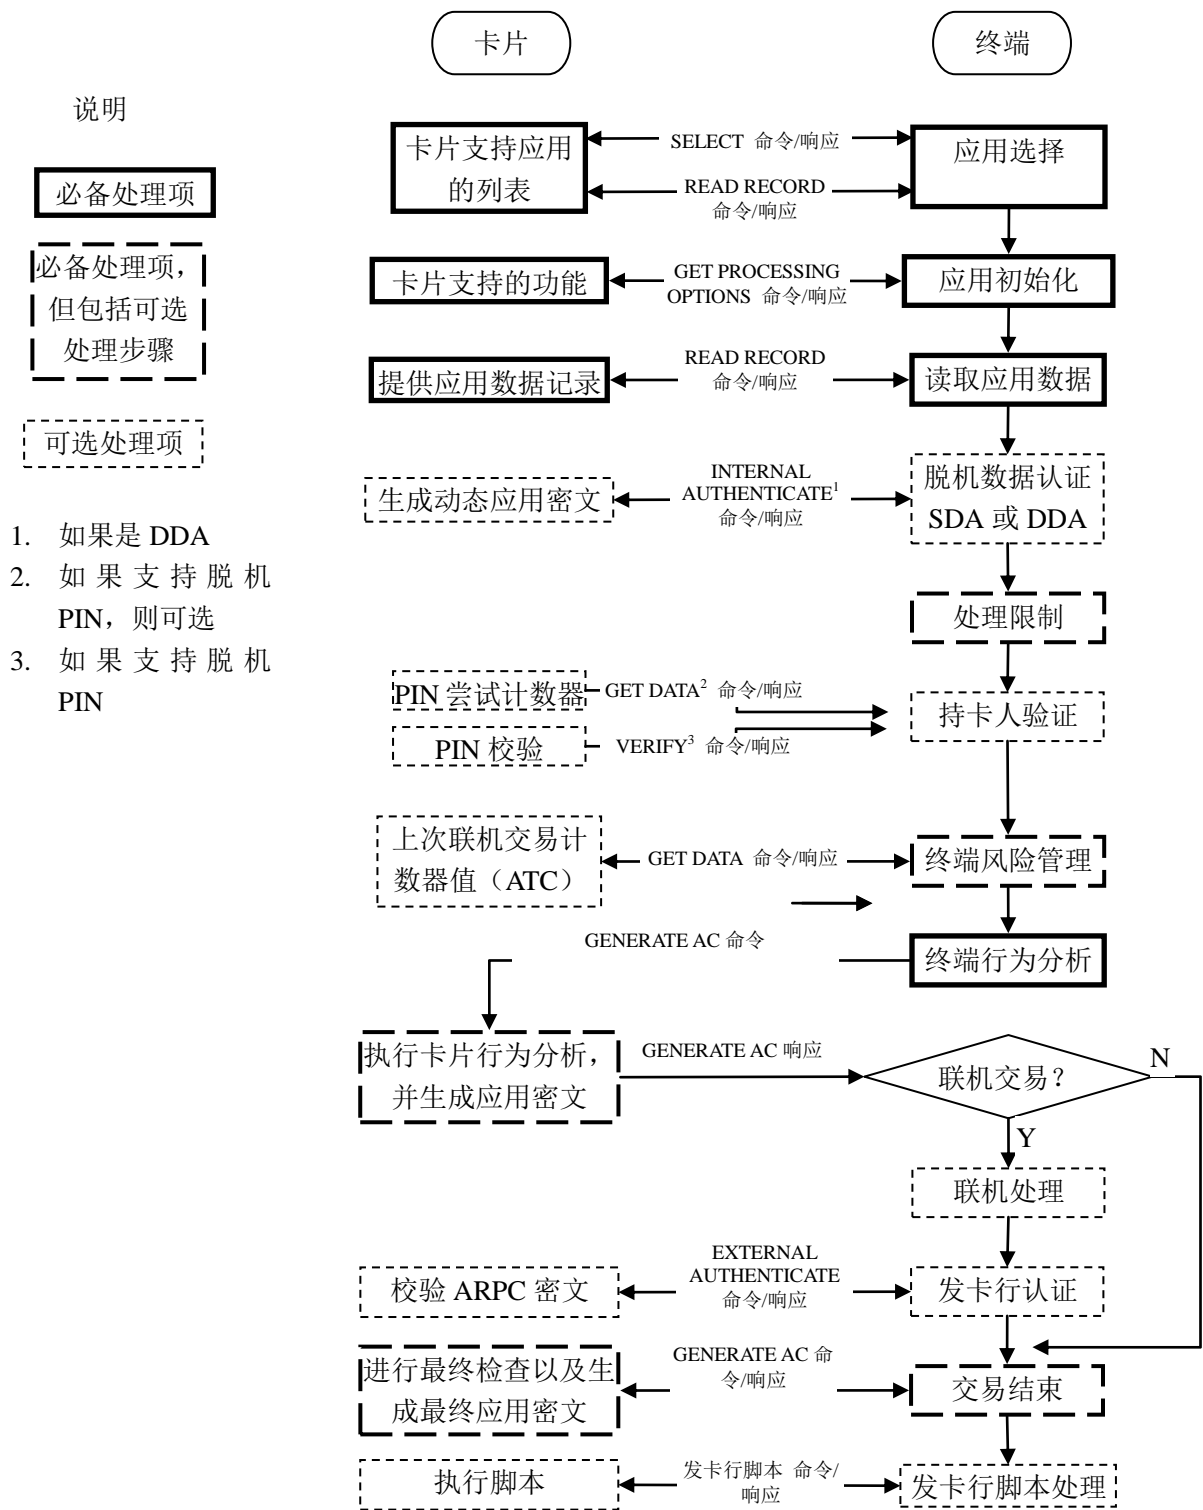 卡片
终端
说明
必备处理项
必备处理项，
但包括可选
处理步骤
可选处理项
1. 如果是 DDA
2. 如果支持脱机
PIN，则可选
3. 如果支持脱机
PIN
卡片支持应用
的列表
SELECT 命令/响应
READ RECORD
命令/响应
应用选择
卡片支持的功能
GET PROCESSING
OPTIONS 命令/响应
应用初始化
提供应用数据记录
READ RECORD
命令/响应
读取应用数据
生成动态应用密文
INTERNAL
AUTHENTICATE1
命令/响应
脱机数据认证
SDA 或 DDA
处理限制
PIN 尝试计数器
GET DATA2 命令/响应
持卡人验证
PIN 校验
VERIFY3 命令/响应
上次联机交易计
数器值（ATC）
GET DATA 命令/响应
终端风险管理
GENERATE AC 命令
终端行为分析
执行卡片行为分析，
并生成应用密文
GENERATE AC 响应
联机交易？
N
Y
联机处理
校验 ARPC 密文
EXTERNAL
AUTHENTICATE
命令/响应
发卡行认证
进行最终检查以及生
成最终应用密文
GENERATE AC 命
令/响应
交易结束
执行脚本
发卡行脚本 命令/
响应
发卡行脚本处理